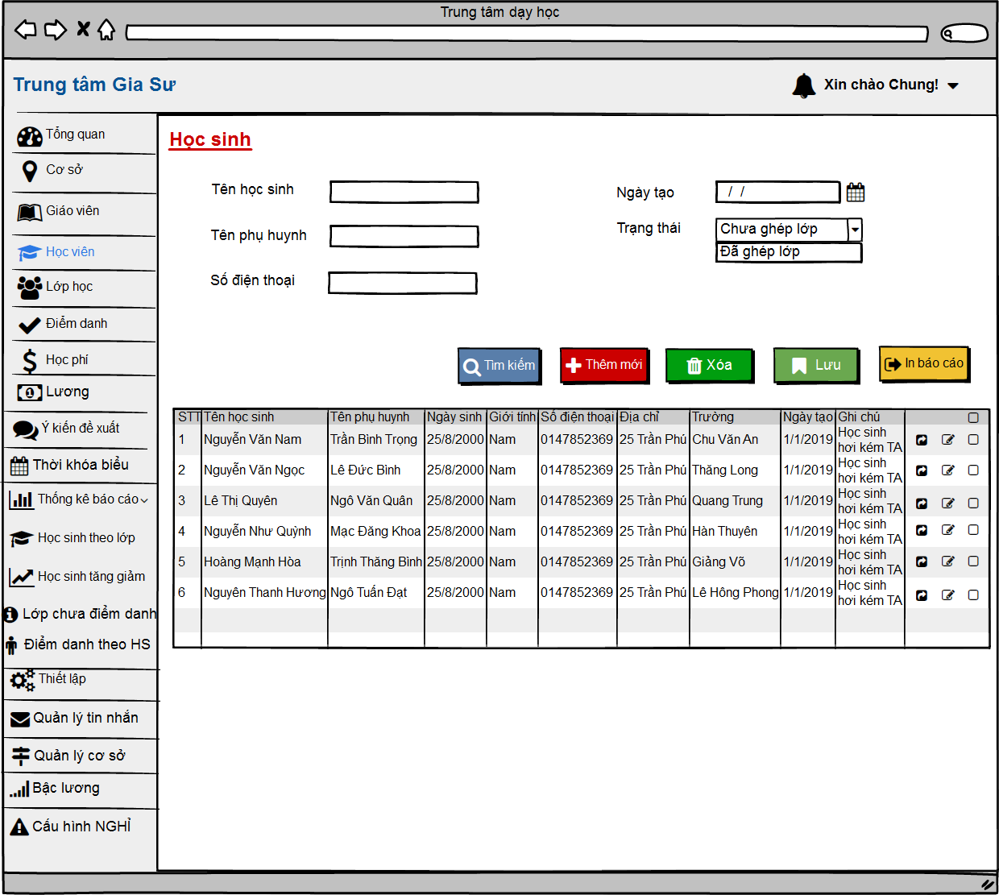 Trung tâm dạy học
Trung tâm Gia Sư
Xin chào Chung!
Tổng quan
Cơ sở
Giáo viên
Học viên
Lớp học
Điểm danh
Học phí
Lương
Ý kiến đề xuất
Thời khóa biểu
Thống kê báo cáo
Học sinh theo lớp
Học sinh tăng giảm
Lớp chưa điểm danh
Điểm danh theo HS
Thiết lập
Quản lý tin nhắn
Quản lý cơ sở
Bậc lương
Cấu hình NGHỈ
Học sinh
Tên học sinh
Tên phụ huynh
Số điện thoại
Ngày tạo / /
Trạng thái Chưa ghép lớp
Đã ghép lớp
Tìm kiếm Thêm mới Xóa Lưu In báo cáo
STT Tên học sinh Tên phụ huynh Ngày sinh Giới tính Số điện thoại Địa chỉ Trường Ngày tạo Ghi chú
1 Nguyễn Văn Nam Trần Bình Trọng 25/8/2000 Nam 0147852369 25 Trần Phú Chu Văn An 1/1/2019 Học sinh
hơi kém TA
2 Nguyễn Văn Ngọc Lê Đức Bình 25/8/2000 Nam 0147852369 25 Trần Phú Thăng Long 1/1/2019 Học sinh
hơi kém TA
3 Lê Thị Quyên Ngô Văn Quân 25/8/2000 Nam 0147852369 25 Trần Phú Quang Trung 1/1/2019 Học sinh
hơi kém TA
4 Nguyễn Như Quỳnh Mạc Đăng Khoa 25/8/2000 Nam 0147852369 25 Trần Phú Hàn Thuyên 1/1/2019 Học sinh
hơi kém TA
5 Hoàng Mạnh Hòa Trịnh Thăng Bình 25/8/2000 Nam 0147852369 25 Trần Phú Giảng Võ 1/1/2019 Học sinh
hơi kém TA
6 Nguyên Thanh Hương Ngô Tuấn Đạt 25/8/2000 Nam 0147852369 25 Trần Phú Lê Hông Phong 1/1/2019 Học sinh
hơi kém TA